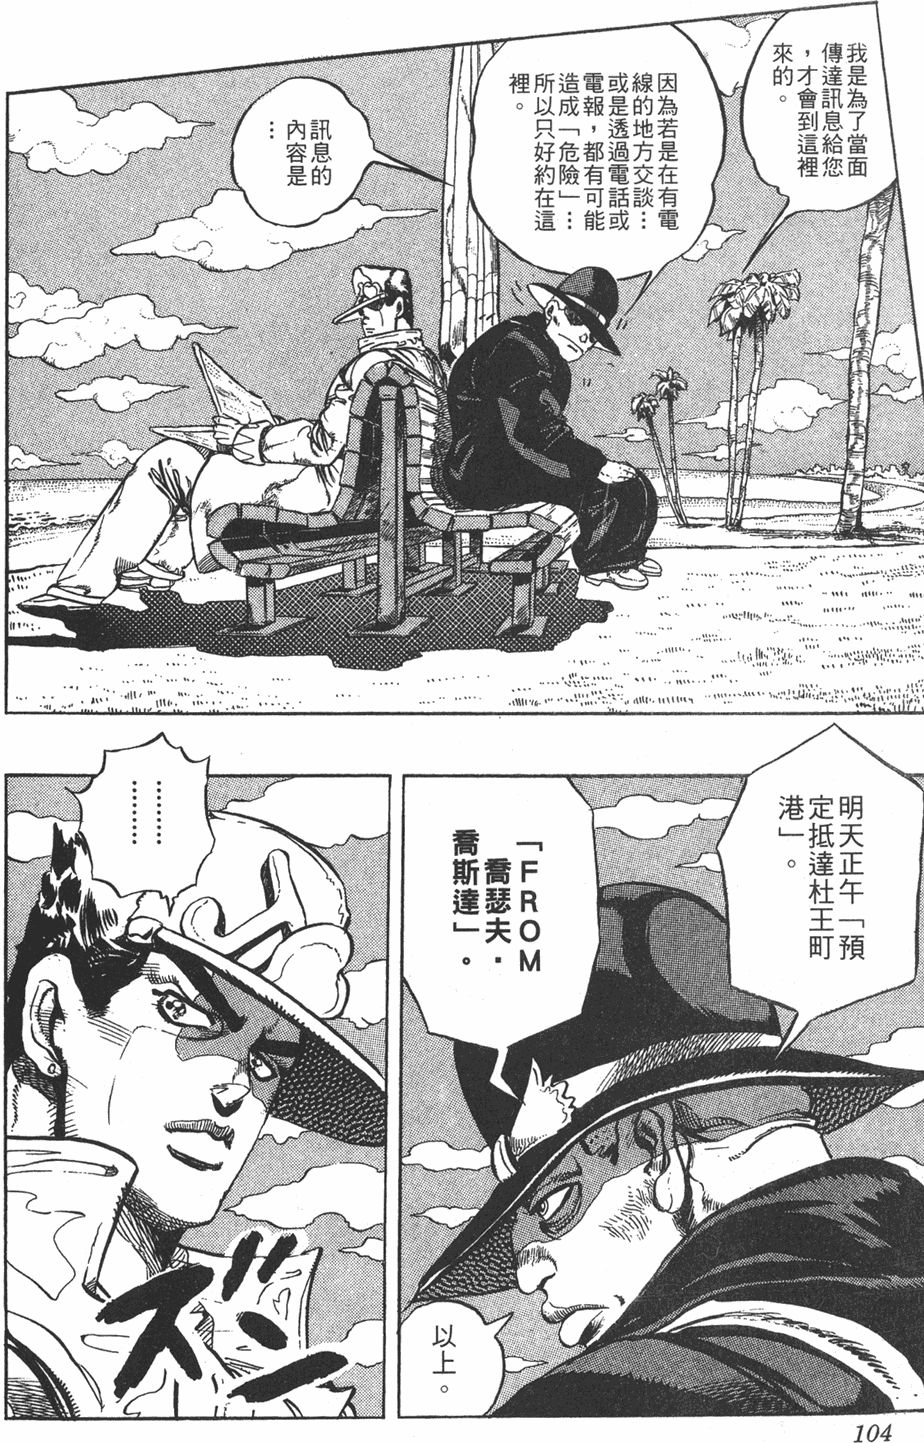 我是為了當面
傳達訊息給您
，才會到這裡
來的。
因為若是在有電
線的地方交談…
或是透過電話或
電報，都有可能
造成「危險」…
所以只好約在這
裡。
訊息的
內容是
…
明天正午「預
定抵達杜王町
港」。
「FROM
喬瑟夫・
喬斯達」。
以上。
………
………
ズン
104